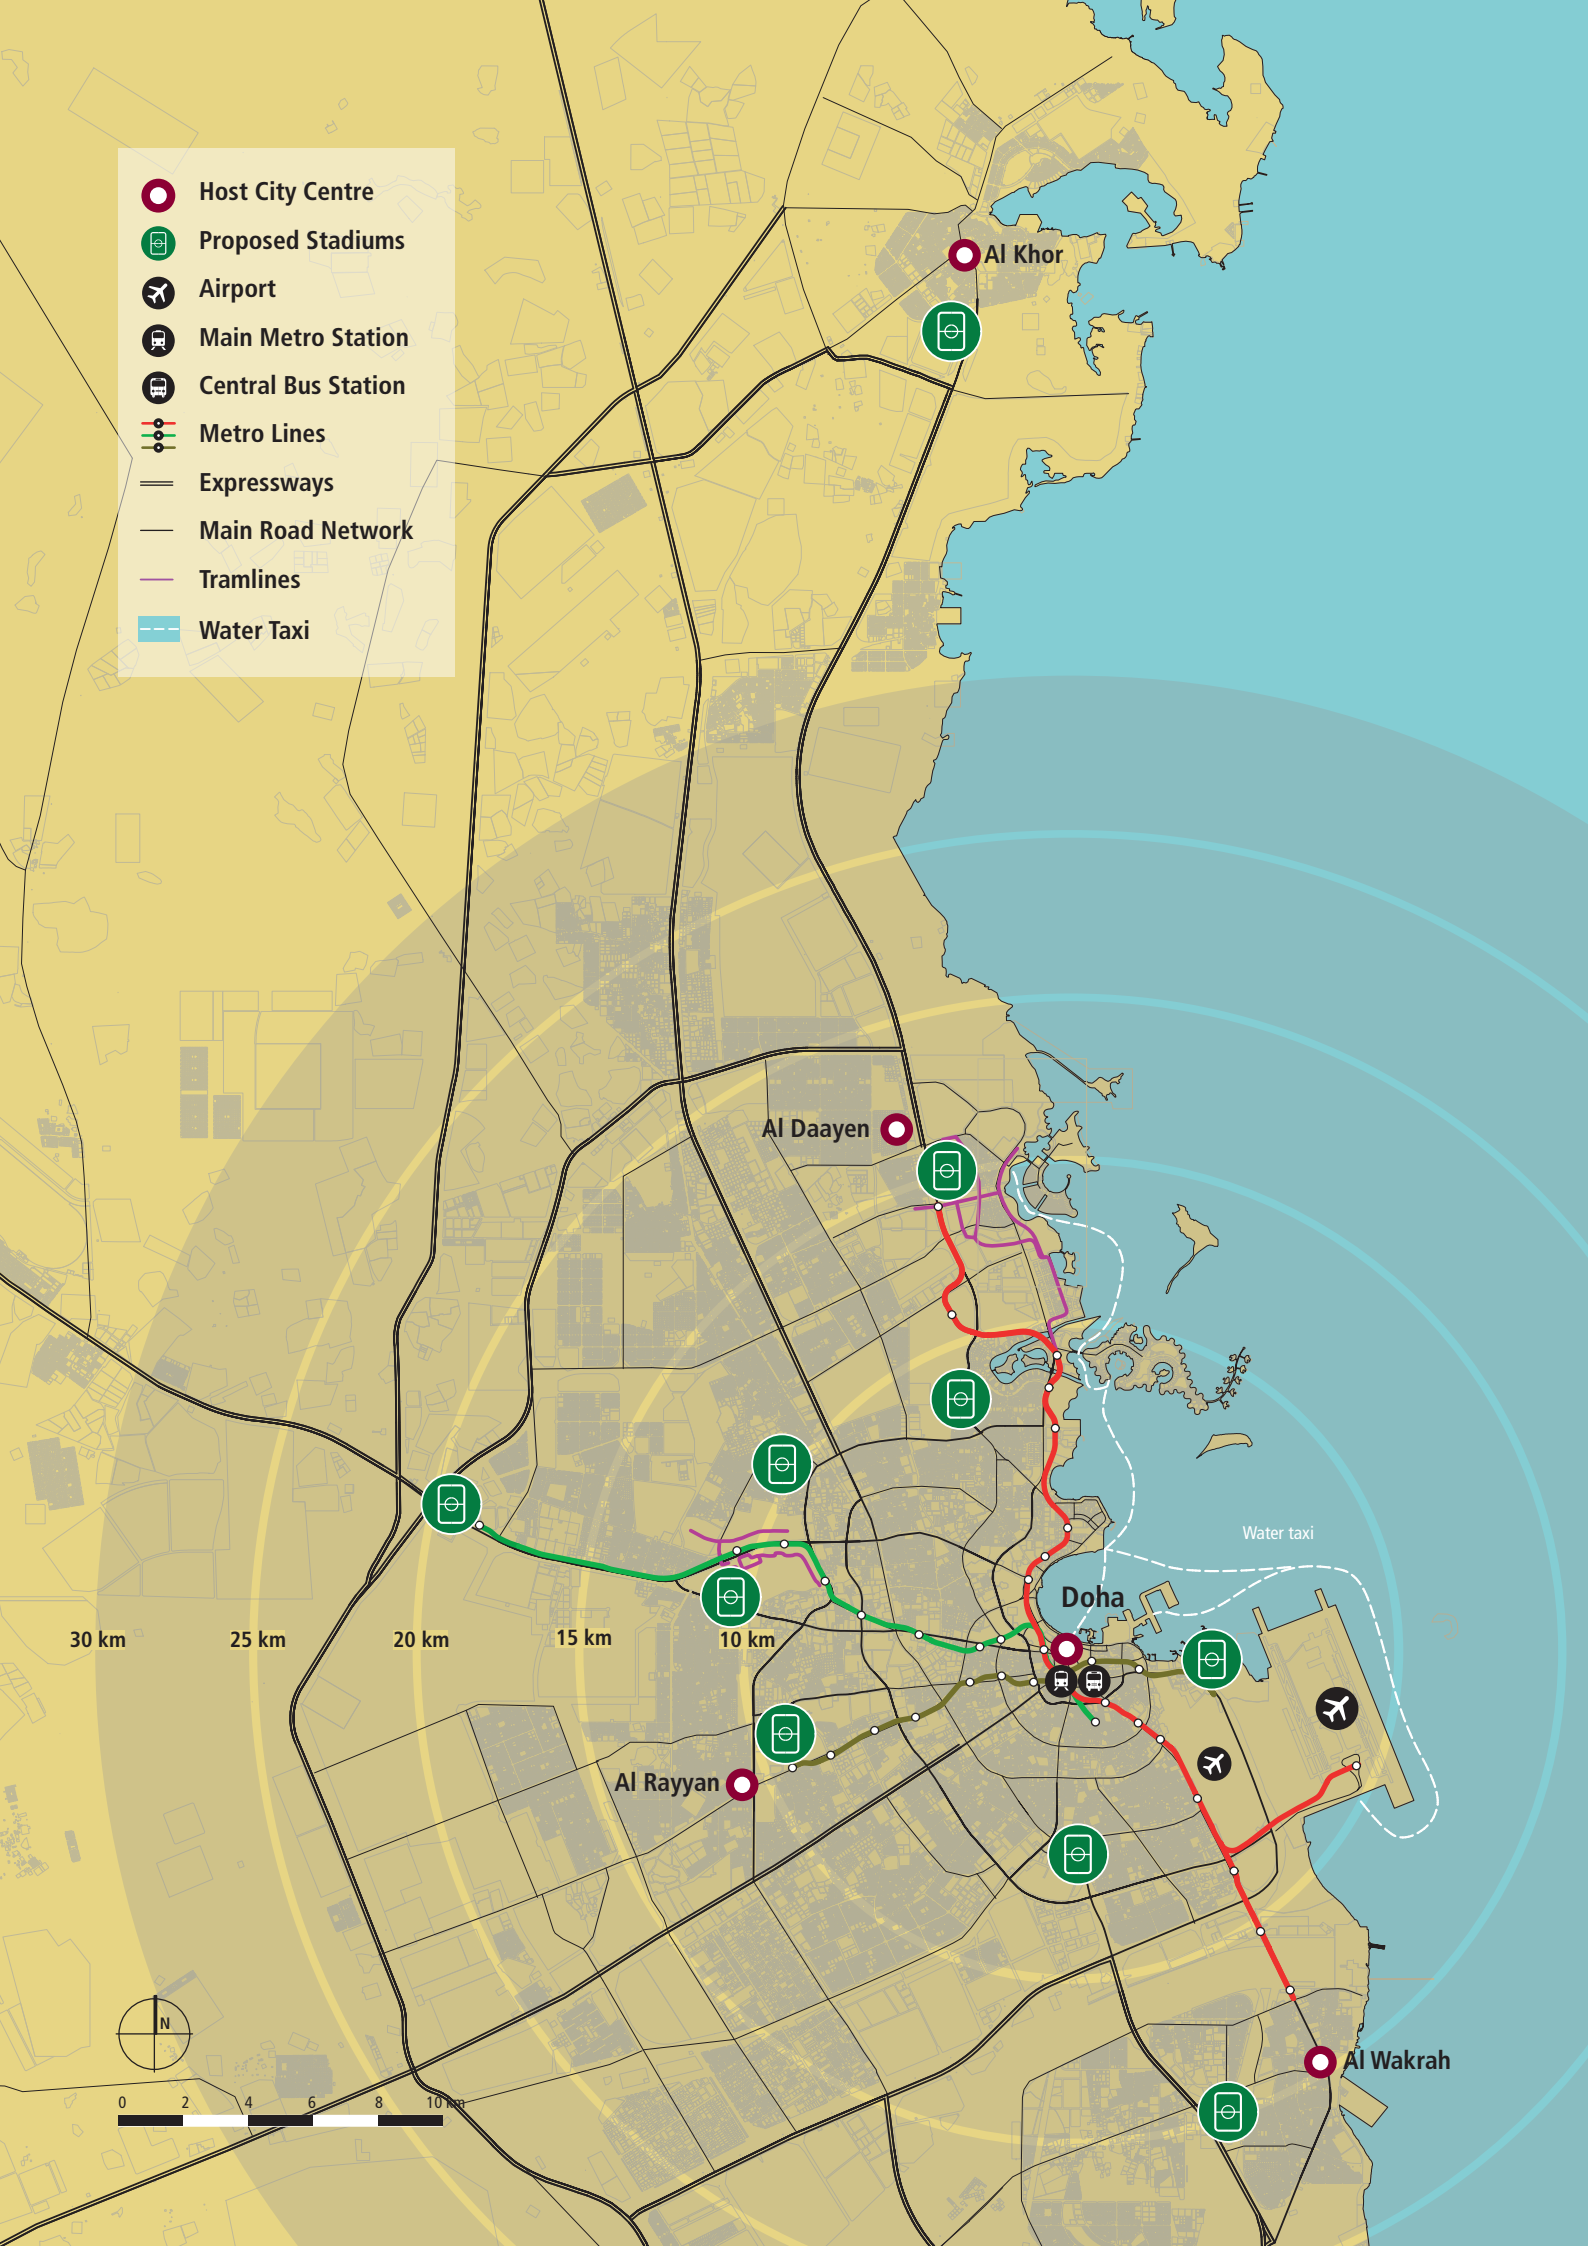 Host City Centre
Proposed Stadiums
Airport
Main Metro Station
Central Bus Station
Metro Lines
Expressways
Main Road Network
Tramlines
Water Taxi
Al Khor
Al Daayen
Water taxi
Doha
30 km
25 km
20 km
15 km
10 km
Al Rayyan
N
Al Wakrah
0 2 4 6 8 10 km